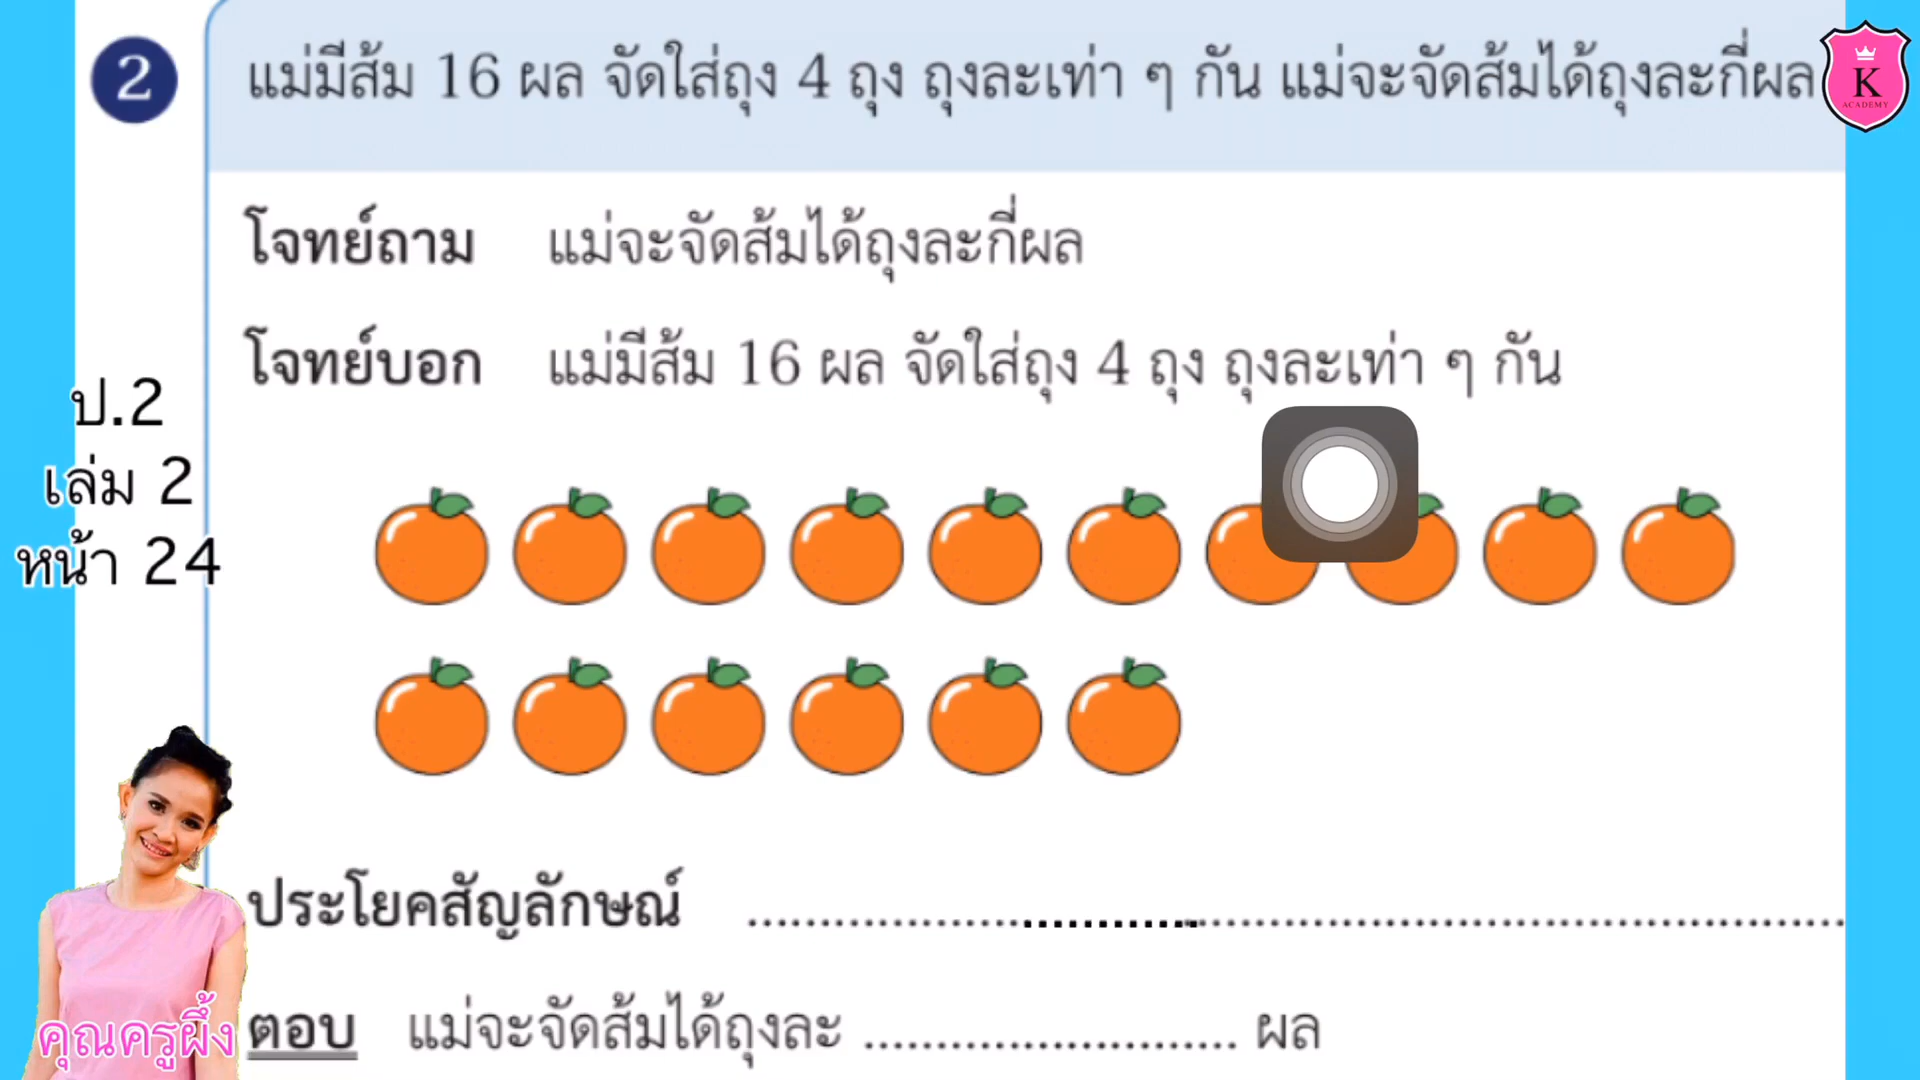 2 แม่มีส้ม 16 ผล จัดใส่ถุง 4 ถุง ถุงละเท่า ๆ กัน แม่จะจัดส้มได้ถุงละกี่ผล
K
ACADEMY
โจทย์ถาม แม่จะจัดส้มได้ถุงละกี่ผล
โจทย์บอก แม่มีส้ม 16 ผล จัดใส่ถุง 4 ถุง ถุงละเท่า ๆ กัน
ป.2
เล่ม 2
หน้า 24
ประโยคสัญลักษณ์ ........................................................................
ตอบ แม่จะจัดส้มได้ถุงละ .......................... ผล
คุณครูผึ้ง